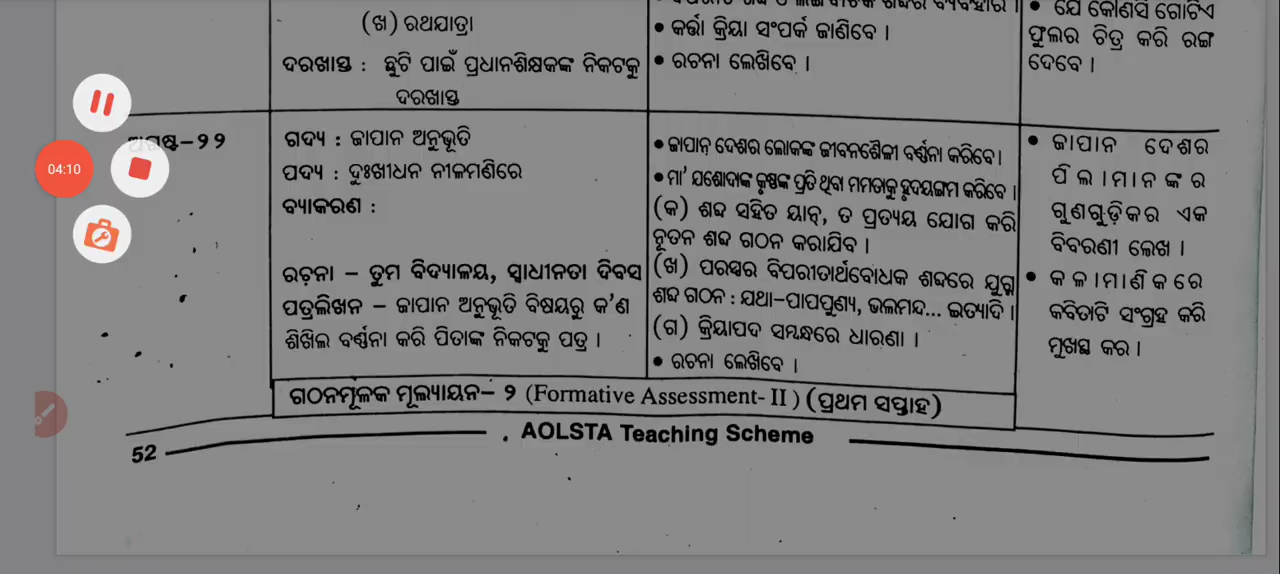 (ଖ) ରଥଯାତ୍ରା
ଦରଖାସ୍ତ : ଛୁଟି ପାଇଁ ପ୍ରଧାନଶିକ୍ଷକଙ୍କ ନିକଟକୁ
ଦରଖାସ୍ତ
• କର୍ତ୍ତା କ୍ରିୟା ସଂପର୍କ ଜାଣିବେ ।
• ରଚନା ଲେଖିବେ ।
• ଯେ କୌଣସି ଗୋଟିଏ
ଫୁଲର ଚିତ୍ର କରି ରଙ୍ଗ
ଦେବେ ।
04:10
ଅଗଷ୍ଟ–୨୨
ଗଦ୍ୟ : ଜାପାନ ଅନୁଭୂତି
ପଦ୍ୟ : ଦୁଃଖୀଧନ ନୀଳମଣିରେ
ବ୍ୟାକରଣ :
ରଚନା – ତୁମ ବିଦ୍ୟାଳୟ, ସ୍ୱାଧୀନତା ଦିବସ
ପତ୍ରଲିଖନ – ଜାପାନ ଅନୁଭୂତି ବିଷୟରୁ କ'ଣ
ଶିଖିଲ ବର୍ଣ୍ଣନା କରି ପିତାଙ୍କ ନିକଟକୁ ପତ୍ର ।
• ଜାପାନ୍ ଦେଶର ଲୋକଙ୍କ ଜୀବନଶୈଳୀ ବର୍ଣ୍ଣନା କରିବେ ।
• ମା' ଯଶୋଦାଙ୍କ କୃଷ୍ଣଙ୍କ ପ୍ରତି ଥିବା ମମତାକୁ ହୃଦୟଙ୍ଗମ କରିବେ ।
(କ) ଶବ୍ଦ ସହିତ ୟାନ୍, ତ ପ୍ରତ୍ୟୟ ଯୋଗ କରି
ନୂତନ ଶବ୍ଦ ଗଠନ କରାଯିବ ।
(ଖ) ପରସ୍ପର ବିପରୀତାର୍ଥବୋଧକ ଶବ୍ଦରେ ଯୁଗ୍ମ
ଶବ୍ଦ ଗଠନ : ଯଥା–ପାପପୁଣ୍ୟ, ଭଲମନ୍ଦ... ଇତ୍ୟାଦି ।
(ଗ) କ୍ରିୟାପଦ ସମ୍ବନ୍ଧରେ ଧାରଣା ।
• ରଚନା ଲେଖିବେ ।
• ଜାପାନ ଦେଶର
ପିଲାମାନଙ୍କର
ଗୁଣଗୁଡ଼ିକର ଏକ
ବିବରଣୀ ଲେଖ ।
• କଳାମାଣିକରେ
କବିତାଟି ସଂଗ୍ରହ କରି
ମୁଖସ୍ଥ କର ।
ଗଠନମୂଳକ ମୂଲ୍ୟାୟନ– ୨ (Formative Assessment- II ) (ପ୍ରଥମ ସପ୍ତାହ)
AOLSTA Teaching Scheme
52